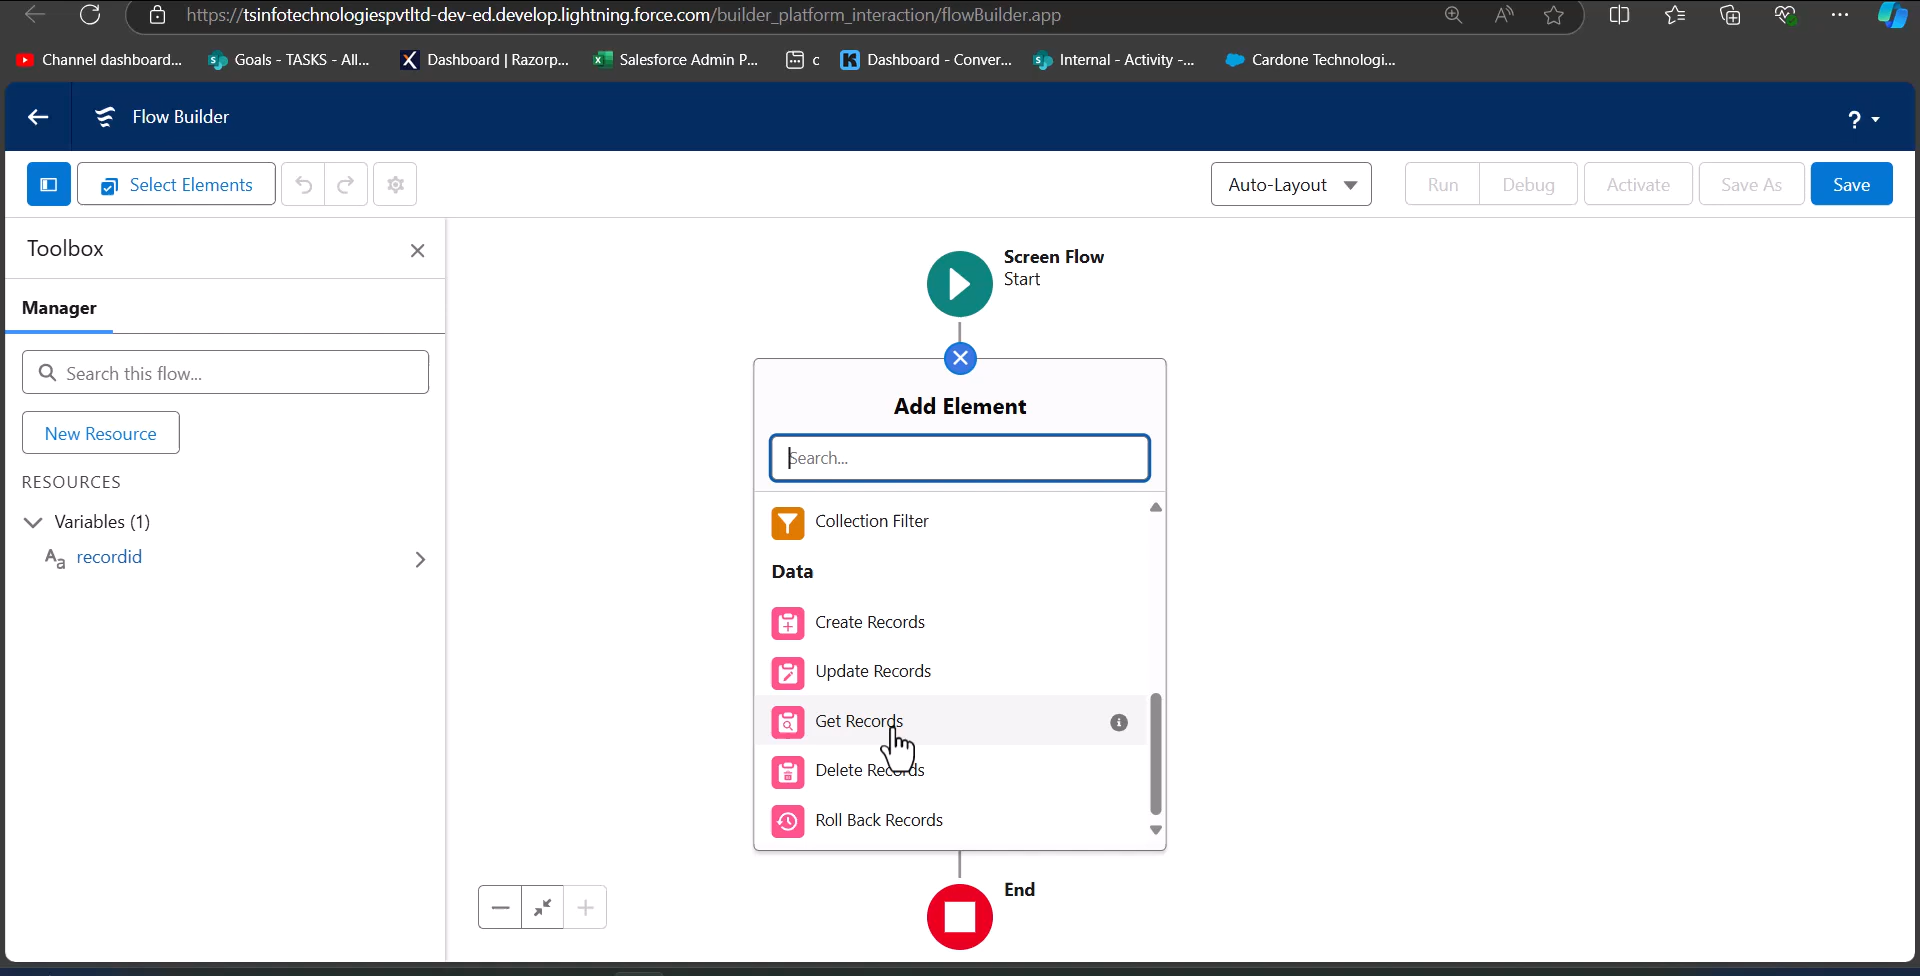 https://tsinfotechnologiespvtltd-dev-ed.develop.lightning.force.com/builder_platform_interaction/flowBuilder.app
Channel dashboard... Goals - TASKS - All... Dashboard | Razorp... Salesforce Admin P... c Dashboard - Conver... Internal - Activity -... Cardone Technologi...
Flow Builder ?
Select Elements Auto-Layout Run Debug Activate Save As Save
Toolbox
Manager
Search this flow...
New Resource
RESOURCES
Variables (1)
Aa recordid
Screen Flow
Start
Add Element
Search...
Collection Filter
Data
Create Records
Update Records
Get Records
Delete Records
Roll Back Records
End